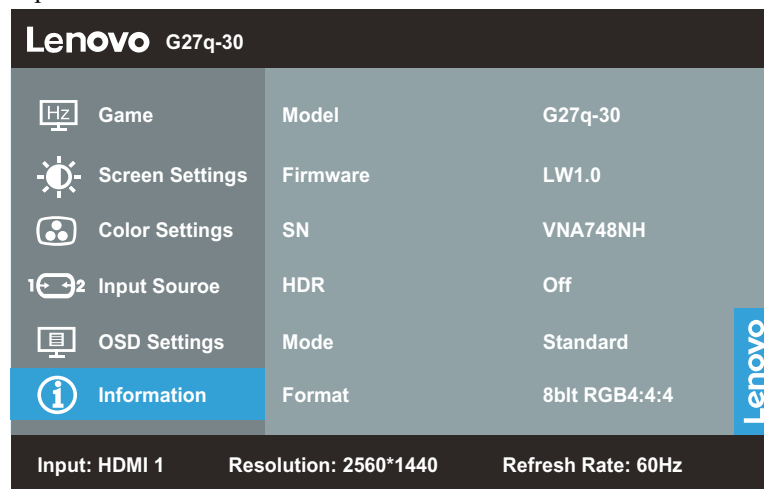 Lenovo G27q-30
Hz Game Model G27q-30
Screen Settings Firmware LW1.0
Color Settings SN VNA748NH
1 2 Input Souroe HDR Off
OSD Settings Mode Standard
Information Format 8blt RGB4:4:4
Lenovo
Input: HDMI 1 Resolution: 2560*1440 Refresh Rate: 60Hz